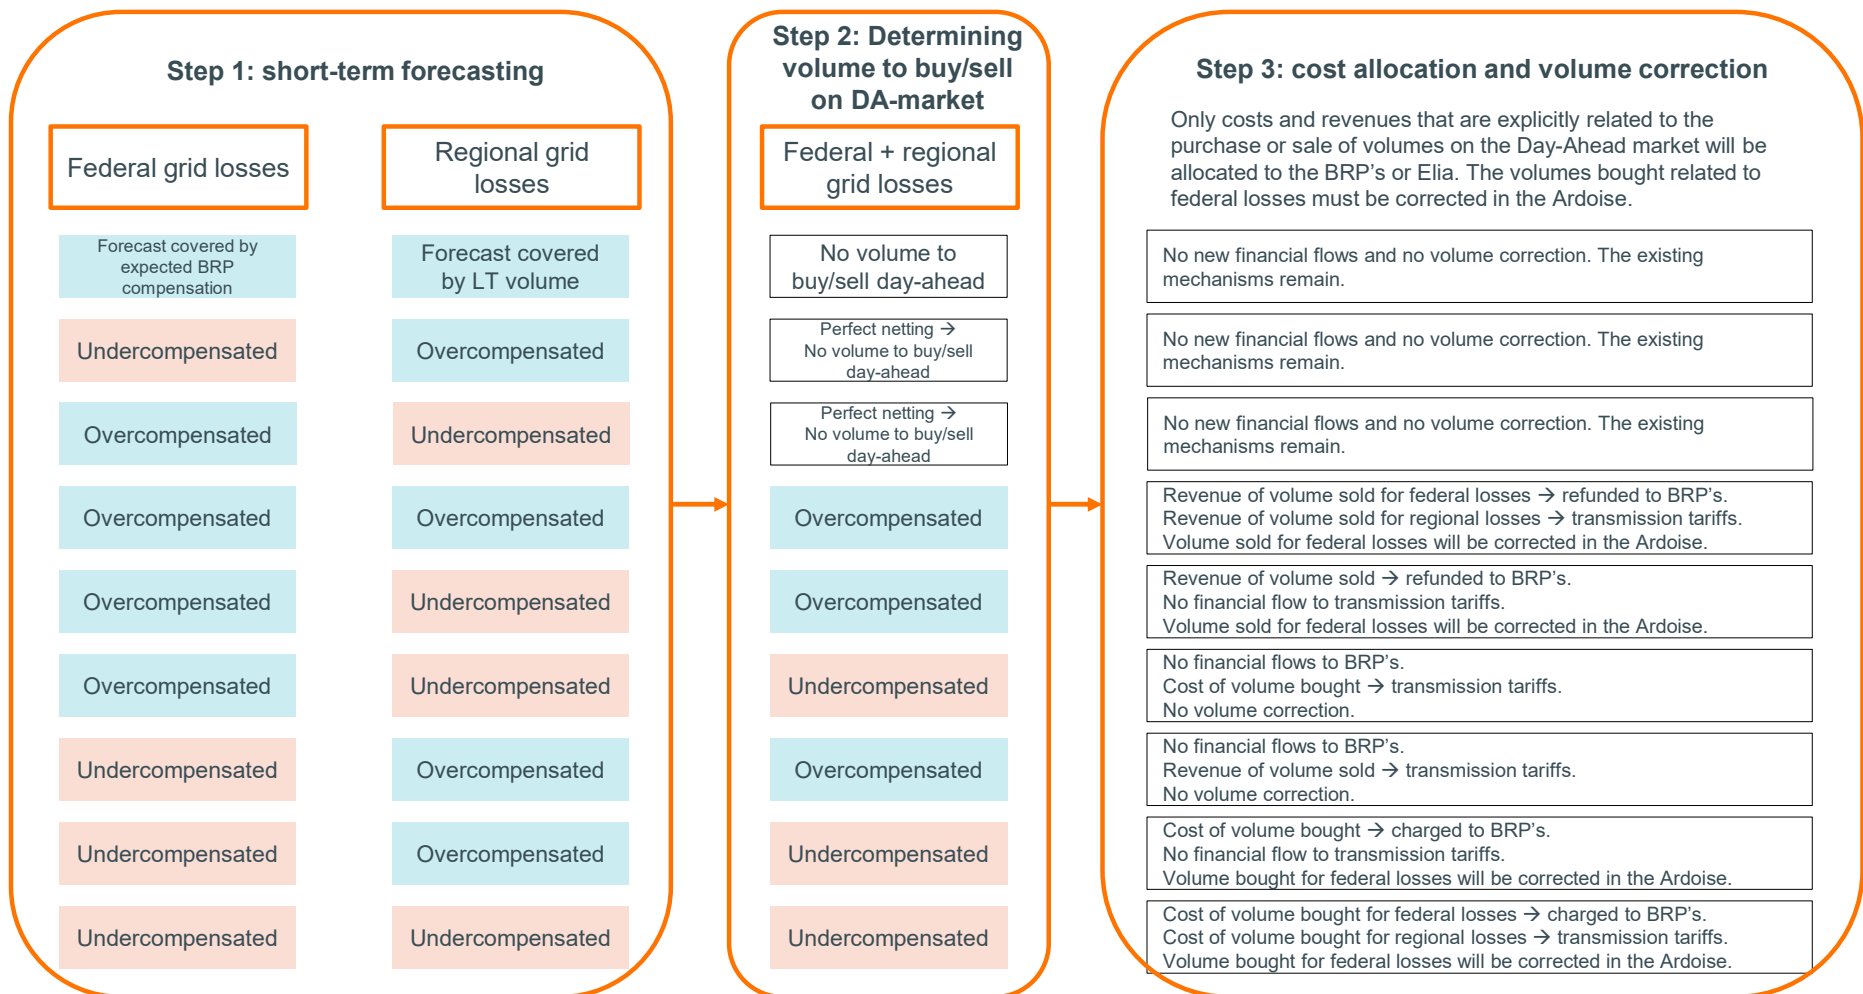 Step 1: short-term forecasting
Federal grid losses
Regional grid
losses
Forecast covered by
expected BRP
compensation
Forecast covered
by LT volume
Undercompensated
Overcompensated
Overcompensated
Undercompensated
Overcompensated
Overcompensated
Overcompensated
Undercompensated
Overcompensated
Undercompensated
Undercompensated
Overcompensated
Undercompensated
Overcompensated
Undercompensated
Undercompensated
Step 2: Determining
volume to buy/sell
on DA-market
Federal + regional
grid losses
No volume to
buy/sell day-ahead
Perfect netting →
No volume to buy/sell
day-ahead
Perfect netting →
No volume to buy/sell
day-ahead
Overcompensated
Overcompensated
Undercompensated
Overcompensated
Undercompensated
Undercompensated
Step 3: cost allocation and volume correction
Only costs and revenues that are explicitly related to the
purchase or sale of volumes on the Day-Ahead market will be
allocated to the BRP's or Elia. The volumes bought related to
federal losses must be corrected in the Ardoise.
No new financial flows and no volume correction. The existing
mechanisms remain.
No new financial flows and no volume correction. The existing
mechanisms remain.
No new financial flows and no volume correction. The existing
mechanisms remain.
Revenue of volume sold for federal losses → refunded to BRP's.
Revenue of volume sold for regional losses → transmission tariffs.
Volume sold for federal losses will be corrected in the Ardoise.
Revenue of volume sold → refunded to BRP's.
No financial flow to transmission tariffs.
Volume sold for federal losses will be corrected in the Ardoise.
No financial flows to BRP's.
Cost of volume bought → transmission tariffs.
No volume correction.
No financial flows to BRP's.
Revenue of volume sold → transmission tariffs.
No volume correction.
Cost of volume bought → charged to BRP's.
No financial flow to transmission tariffs.
Volume bought for federal losses will be corrected in the Ardoise.
Cost of volume bought for federal losses → charged to BRP's.
Cost of volume bought for regional losses → transmission tariffs.
Volume bought for federal losses will be corrected in the Ardoise.